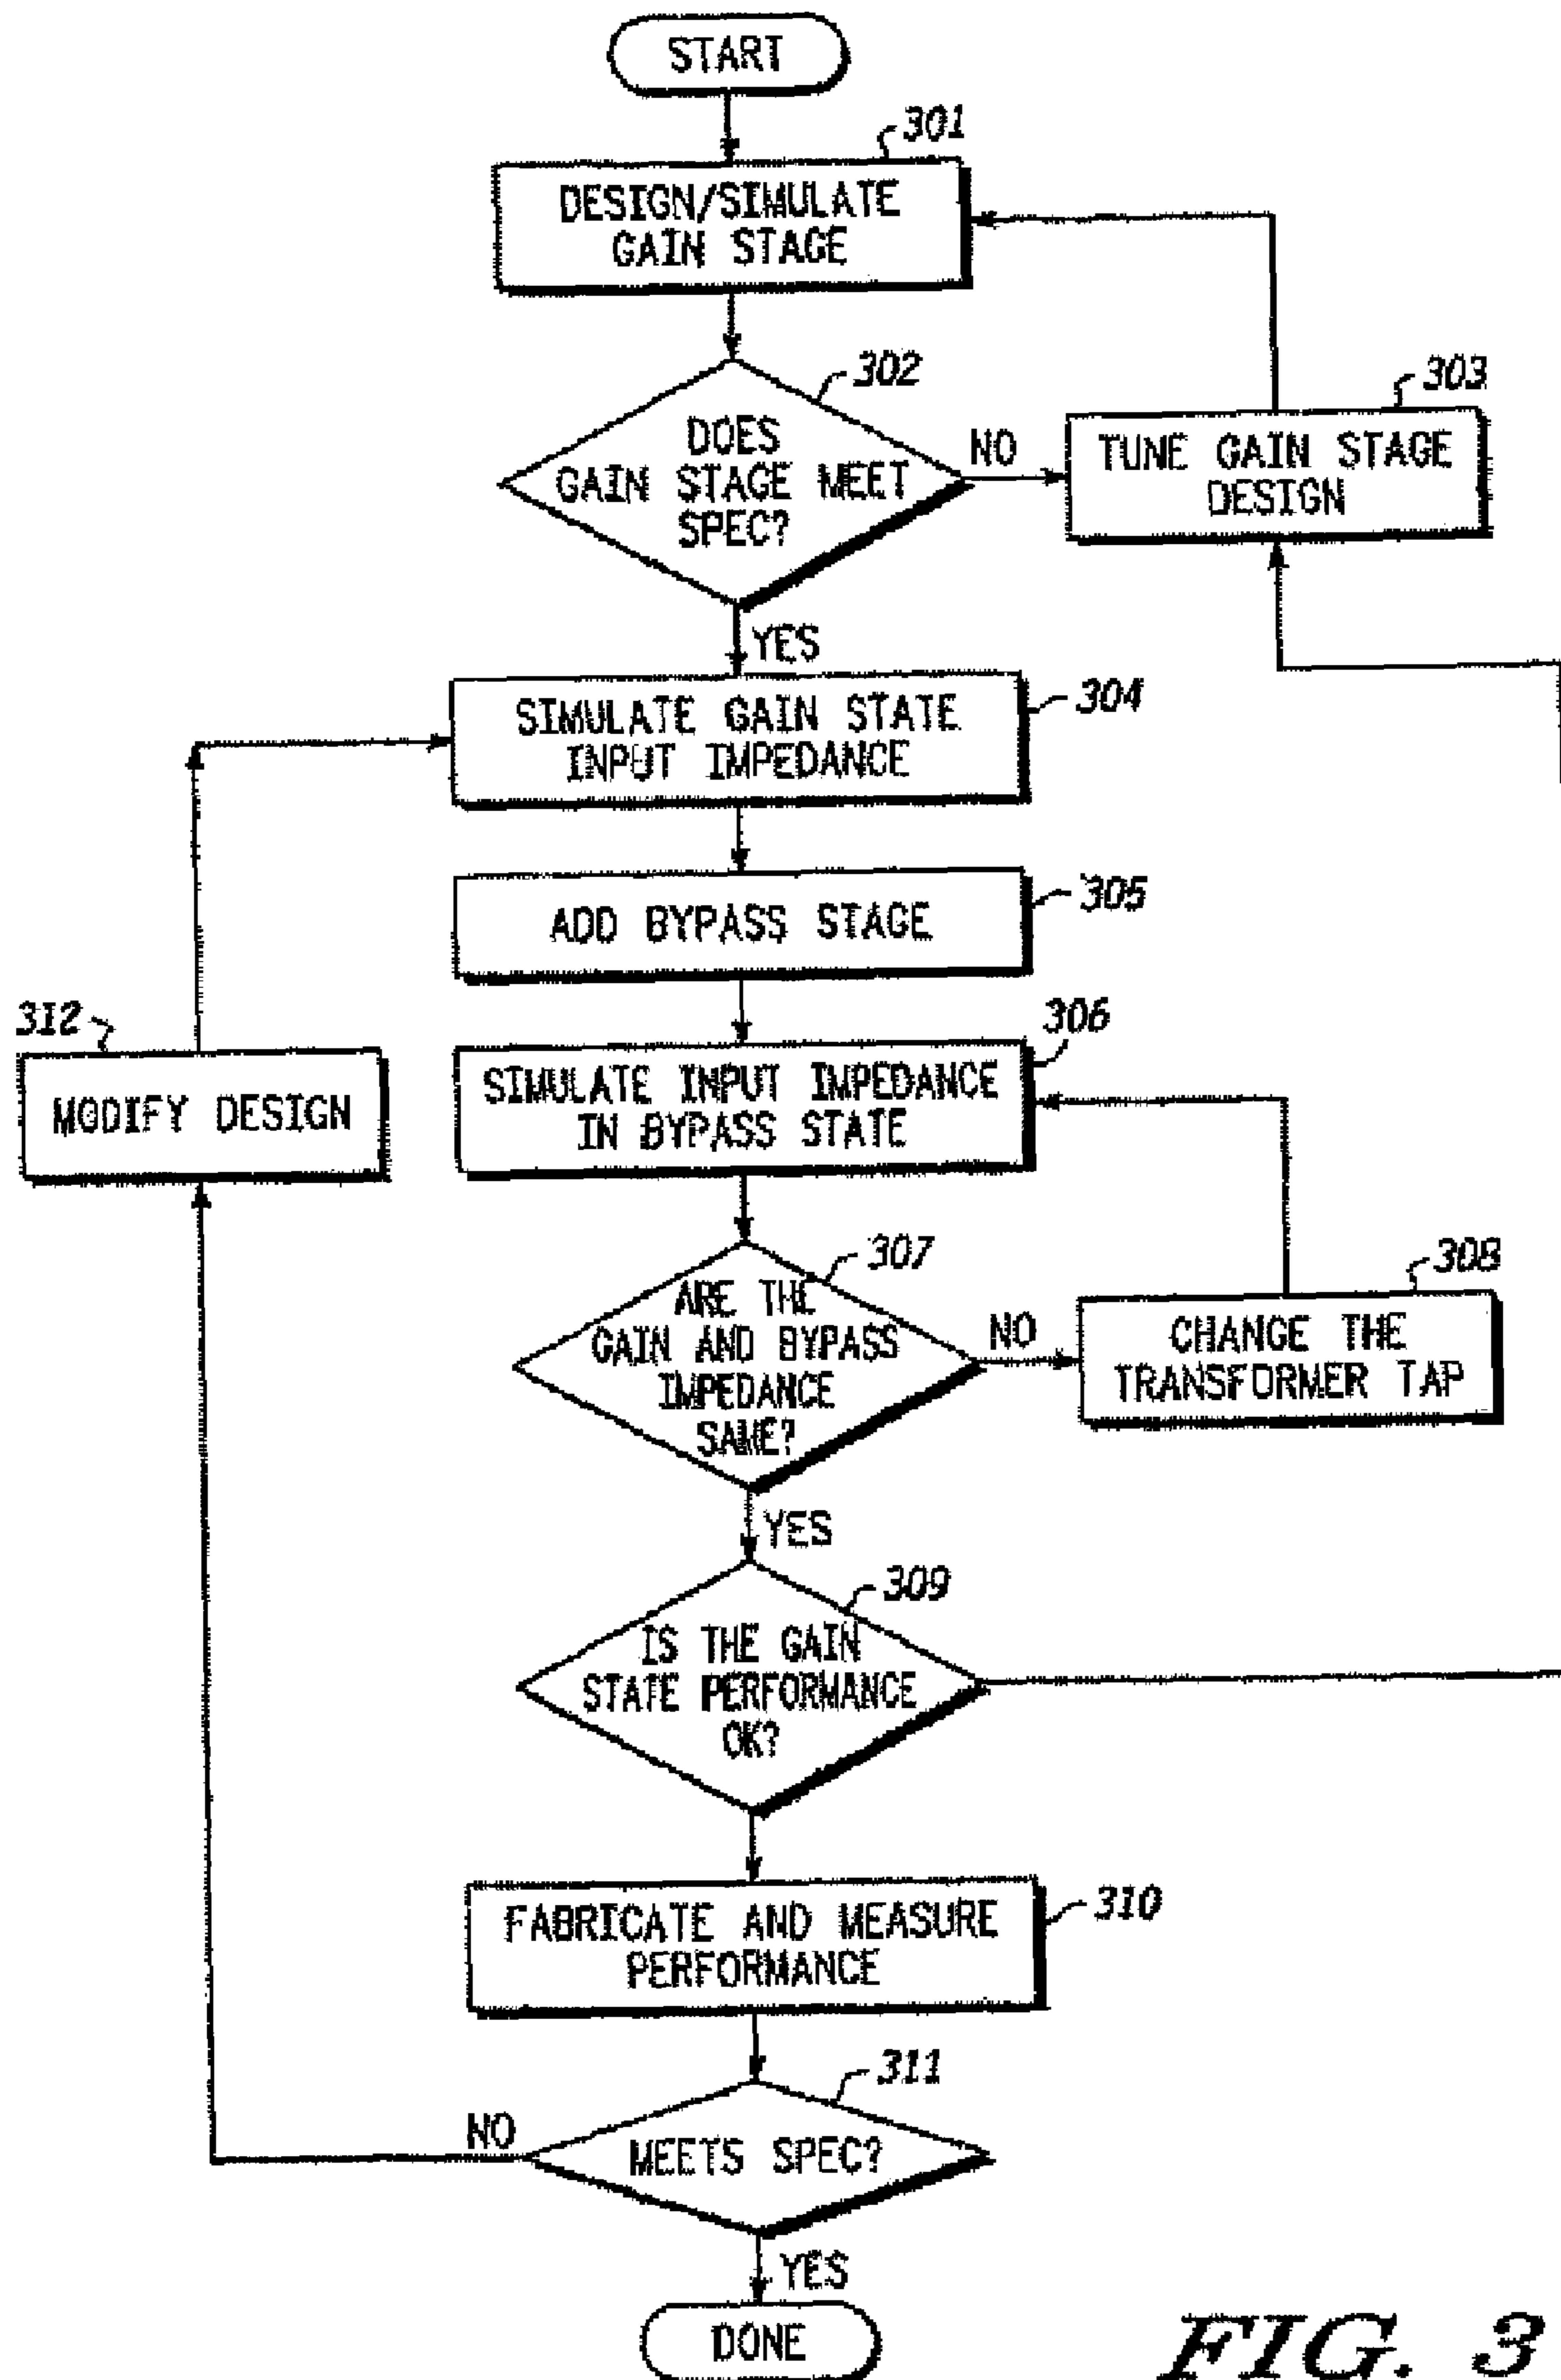 START
301
DESIGN/SIMULATE
GAIN STAGE
302
DOES
GAIN STAGE MEET
SPEC?
NO
303
TUNE GAIN STAGE
DESIGN
YES
304
SIMULATE GAIN STATE
INPUT IMPEDANCE
305
ADD BYPASS STAGE
312
MODIFY DESIGN
306
SIMULATE INPUT IMPEDANCE
IN BYPASS STATE
307
ARE THE
GAIN AND BYPASS
IMPEDANCE
SAME?
NO
308
CHANGE THE
TRANSFORMER TAP
YES
309
IS THE GAIN
STATE PERFORMANCE
OK?
310
FABRICATE AND MEASURE
PERFORMANCE
311
NO
MEETS SPEC?
YES
DONE
FIG. 3